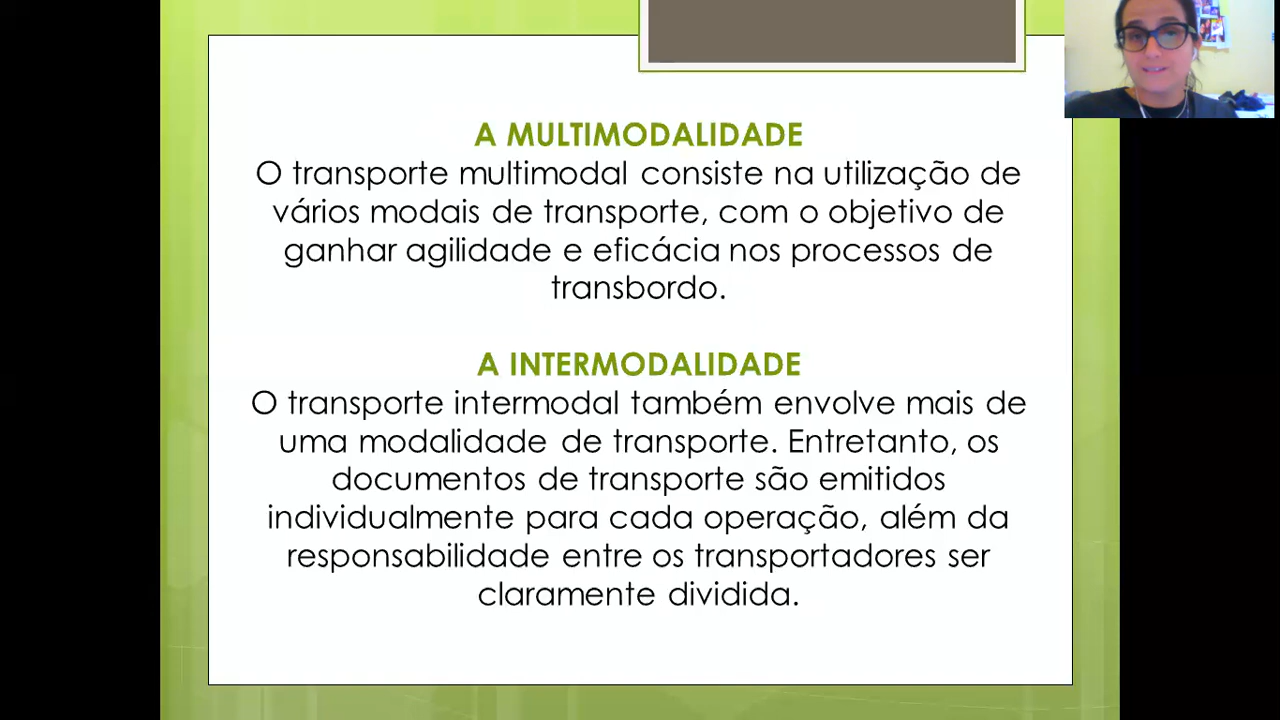 A MULTIMODALIDADE
O transporte multimodal consiste na utilização de
vários modais de transporte, com o objetivo de
ganhar agilidade e eficácia nos processos de
transbordo.
A INTERMODALIDADE
O transporte intermodal também envolve mais de
uma modalidade de transporte. Entretanto, os
documentos de transporte são emitidos
individualmente para cada operação, além da
responsabilidade entre os transportadores ser
claramente dividida.